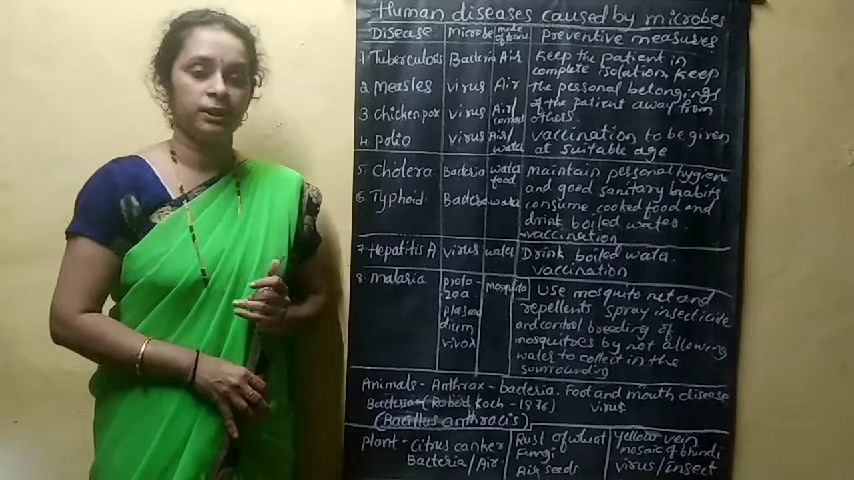 Human diseases caused by microbes
Disease Microbe mode of trans Preventive measures
1 Tuberculosis Bacteria Air Keep the patient in
complete isolation. Keep
2 Measles virus Air the personal belongings
of the patient away from
3 Chickenpox virus Air/ contact others.
4 Polio virus Air/ water vaccination to be given
at suitable age
5. Cholera Bacteria water food Maintain personal hygiene
and good sanitary habits
6. Typhoid Bacteria water consume cooked food and
drink boiled water.
vaccination
7 Hepatitis A virus water Drink boiled water.
vaccination
8. Malaria proto- Mosquito Use mosquito net and
zoa repellents. Spray insecticide
plasmo and control breeding of
dium mosquitoes by not allowing
vivox water to collect in the
surrounding
Animals - Anthrax - bacteria. Foot and mouth disease
Bacteria - (Robert Koch - 1876) virus
(Bacillus anthracis)
plant - Citrus canker Rust of wheat Yellow vein
Bacteria / Air Fungi mosaic of bhindi
Air seeds virus/insect